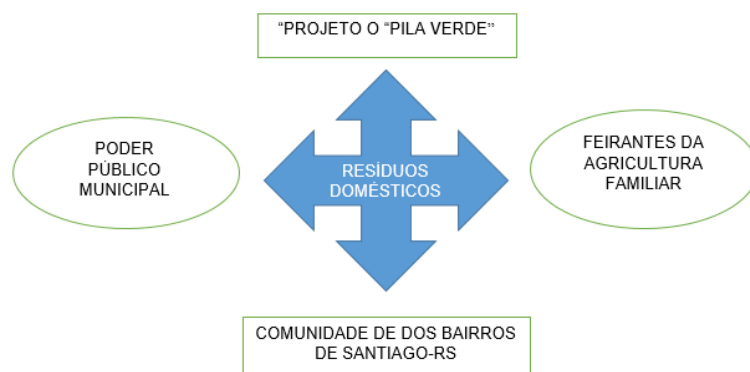 “PROJETO O “PILA VERDE”
PODER
PÚBLICO
MUNICIPAL
RESÍDUOS
DOMÉSTICOS
FEIRANTES DA
AGRICULTURA
FAMILIAR
COMUNIDADE DE DOS BAIRROS
DE SANTIAGO-RS